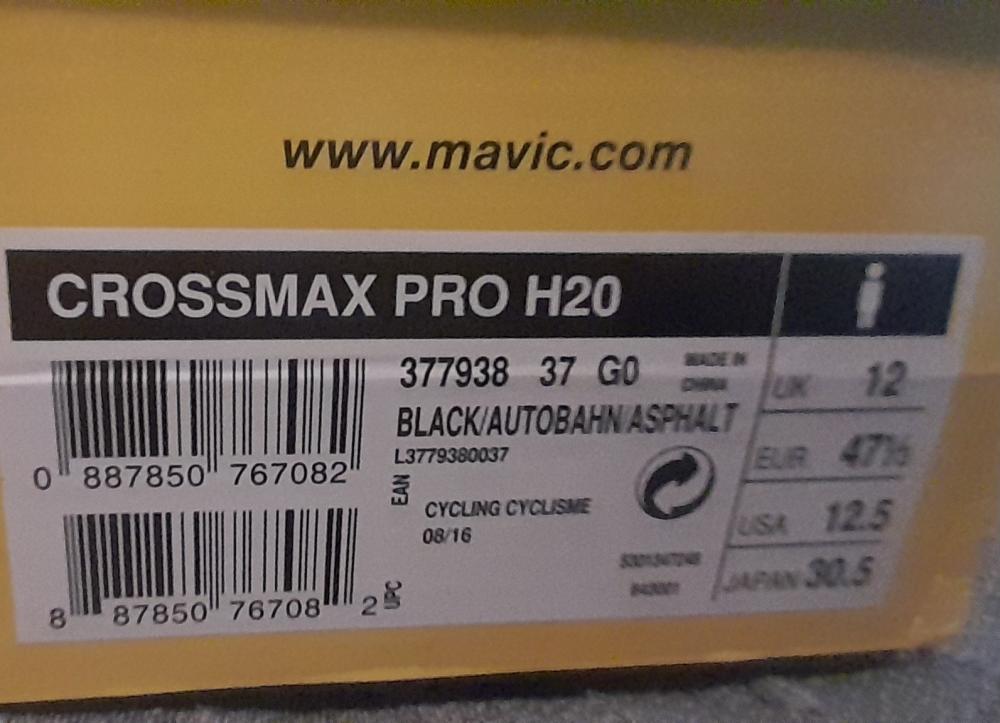 www.mavic.com
CROSSMAX PRO H20
377938 37 G0
MADE IN
CHINA
BLACK/AUTOBAHN/ASPHALT
L3779380037
0 887850 767082
EAN
CYCLING CYCLISME
08/16
8 87850 76708 2
UPC
UK 12
EUR 47½
USA 12.5
JAPAN 30.5